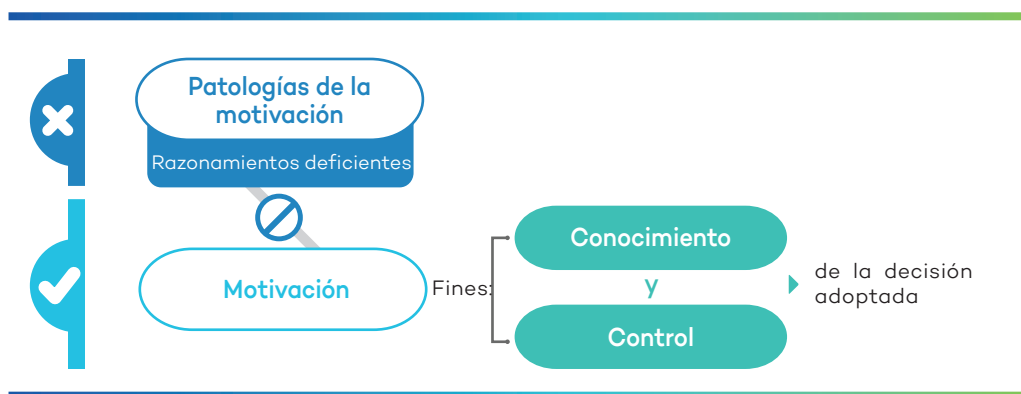 Patologías de la
motivación
Razonamientos deficientes
Motivación
Fines:
Conocimiento
y
Control
de la decisión
adoptada